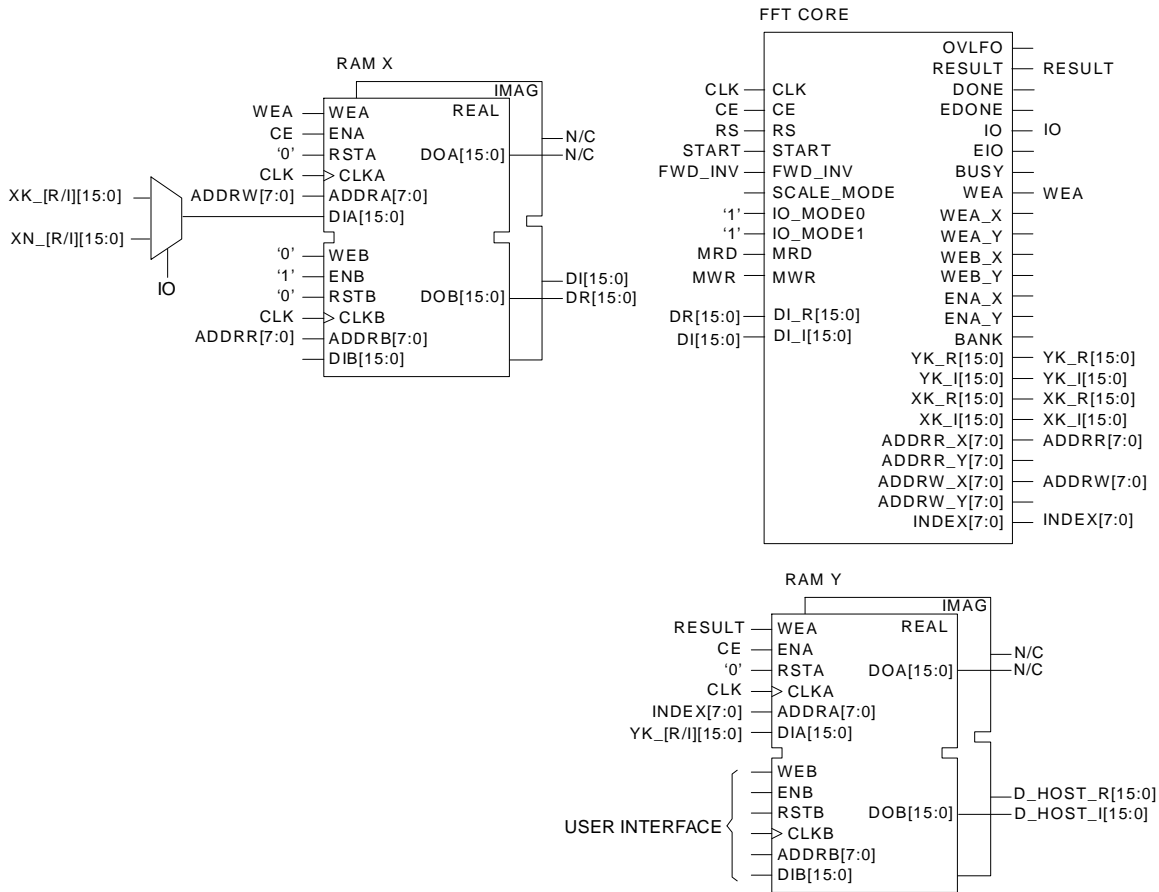 RAM X
IMAG
REAL
WEA WEA
CE ENA
‘0’ RSTA DOA[15:0] N/C
N/C
CLK CLKA
ADDRW[7:0] ADDRA[7:0]
XK_[R/I][15:0]
DIA[15:0]
XN_[R/I][15:0]
IO
‘0’ WEB
‘1’ ENB DI[15:0]
‘0’ RSTB DOB[15:0] DR[15:0]
CLK CLKB
ADDRR[7:0] ADDRB[7:0]
DIB[15:0]
FFT CORE
CLK CLK
CE CE
RS RS
START START
FWD_INV FWD_INV
SCALE_MODE
‘1’ IO_MODE0
‘1’ IO_MODE1
MRD MRD
MWR MWR
DR[15:0] DI_R[15:0]
DI[15:0] DI_I[15:0]
OVLFO
RESULT RESULT
DONE
EDONE
IO IO
EIO
BUSY
WEA WEA
WEA_X
WEA_Y
WEB_X
WEB_Y
ENA_X
ENA_Y
BANK
YK_R[15:0] YK_R[15:0]
YK_I[15:0] YK_I[15:0]
XK_R[15:0] XK_R[15:0]
XK_I[15:0] XK_I[15:0]
ADDRR_X[7:0] ADDRR[7:0]
ADDRR_Y[7:0]
ADDRW_X[7:0] ADDRW[7:0]
ADDRW_Y[7:0]
INDEX[7:0] INDEX[7:0]
RAM Y
IMAG
REAL
RESULT WEA
CE ENA N/C
‘0’ RSTA DOA[15:0] N/C
CLK CLKA
INDEX[7:0] ADDRA[7:0]
YK_[R/I][15:0] DIA[15:0]
WEB
ENB D_HOST_R[15:0]
RSTB DOB[15:0] D_HOST_I[15:0]
USER INTERFACE
CLKB
ADDRB[7:0]
DIB[15:0]